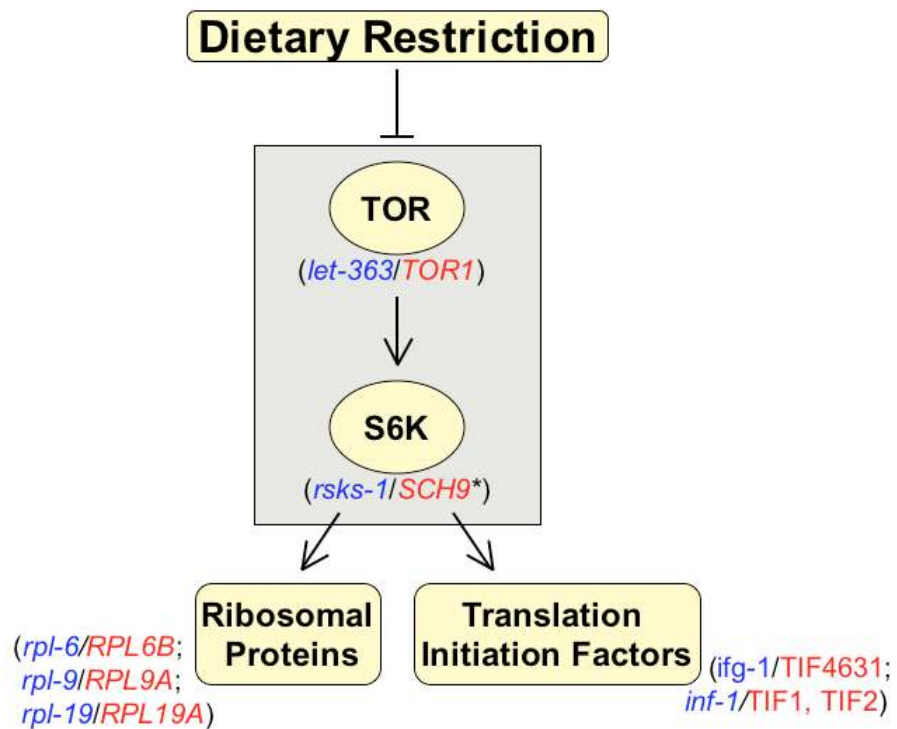 Dietary Restriction
TOR
(let-363/TOR1)
S6K
(rsks-1/SCH9*)
Ribosomal
Proteins
(rpl-6/RPL6B;
rpl-9/RPL9A;
rpl-19/RPL19A)
Translation
Initiation Factors
(ifg-1/TIF4631;
inf-1/TIF1, TIF2)